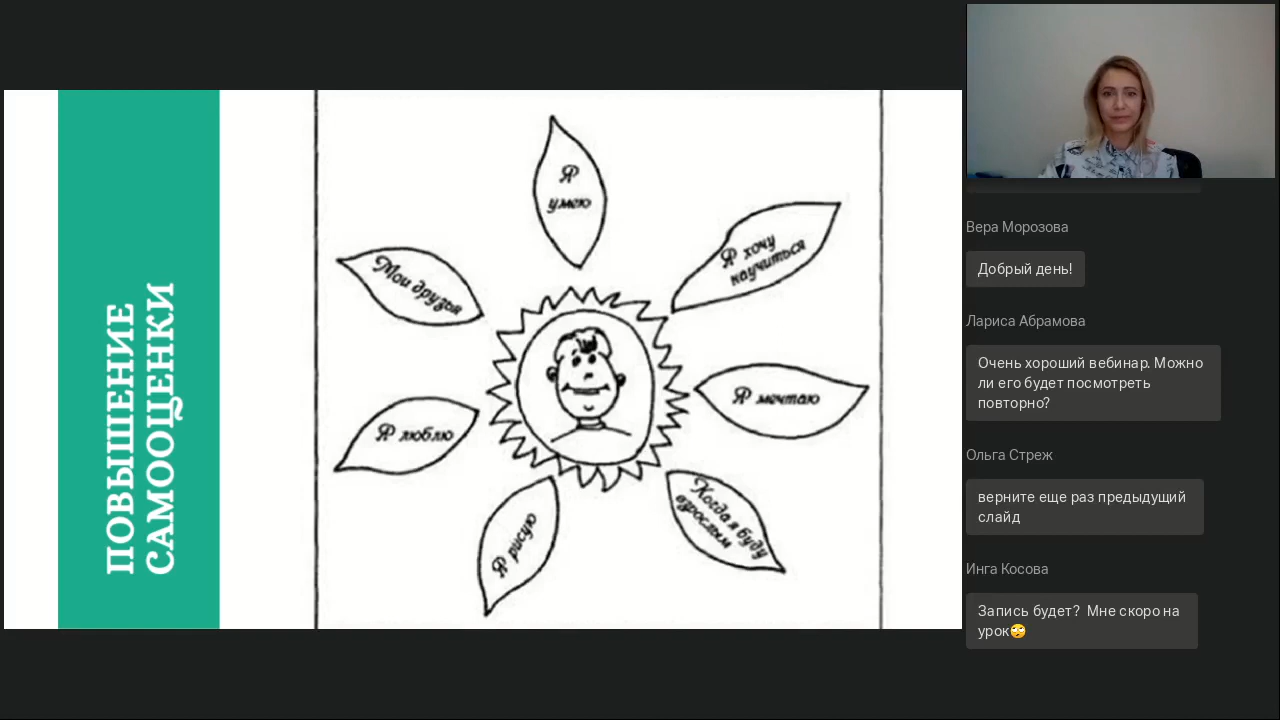 ПОВЫШЕНИЕ
САМООЦЕНКИ
Я
умею
Я хочу
научиться
Мои друзья
Я мечтаю
Я люблю
Когда я буду
взрослым
Я рисую
Вера Морозова
Добрый день!
Лариса Абрамова
Очень хороший вебинар. Можно
ли его будет посмотреть
повторно?
Ольга Стреж
верните еще раз предыдущий
слайд
Инга Косова
Запись будет? Мне скоро на
урок🙄